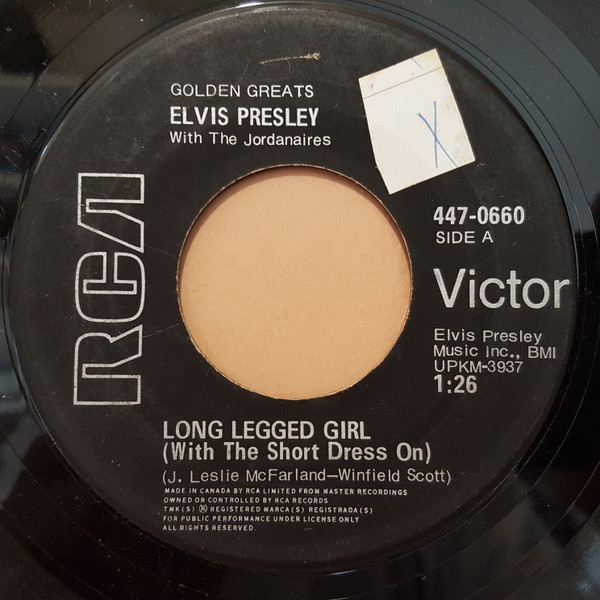 GOLDEN GREATS
ELVIS PRESLEY
With The Jordanaires
X
RCA
447-0660
SIDE A
Victor
Elvis Presley
Music Inc., BMI
UPKM-3937
1:26
LONG LEGGED GIRL
(With The Short Dress On)
(J. Leslie McFarland—Winfield Scott)
MADE IN CANADA BY RCA LIMITED FROM MASTER RECORDINGS
OWNED OR CONTROLLED BY RCA RECORDS
TMK(S) ® REGISTERED MARCA(S) REGISTRADA(S)
FOR PUBLIC PERFORMANCE UNDER LICENSE ONLY
ALL RIGHTS RESERVED.